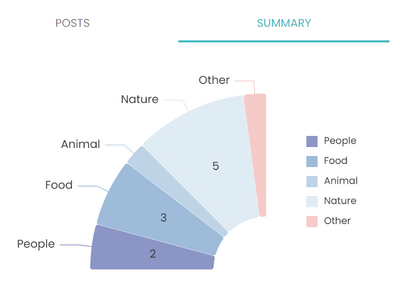 POSTS SUMMARY
Other
Nature
Animal
Food
People
5
3
2
People
Food
Animal
Nature
Other